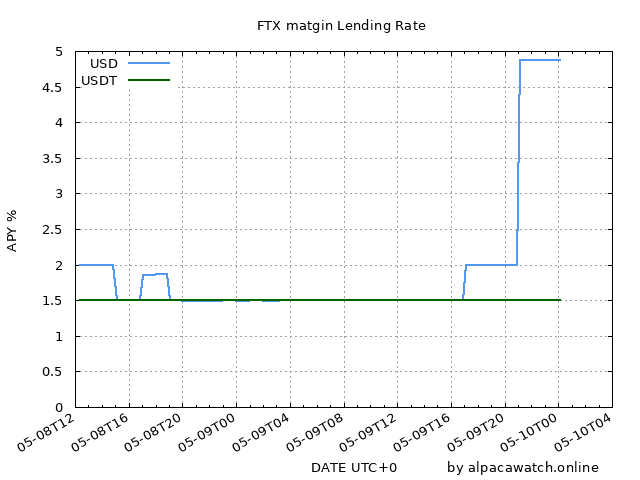 FTX matgin Lending Rate
USD
USDT
5
4.5
4
3.5
3
2.5
2
1.5
1
0.5
0
APY %
05-08T12
05-08T16
05-08T20
05-09T00
05-09T04
05-09T08
05-09T12
05-09T16
05-09T20
05-10T00
05-10T04
DATE UTC+0
by alpacawatch.online